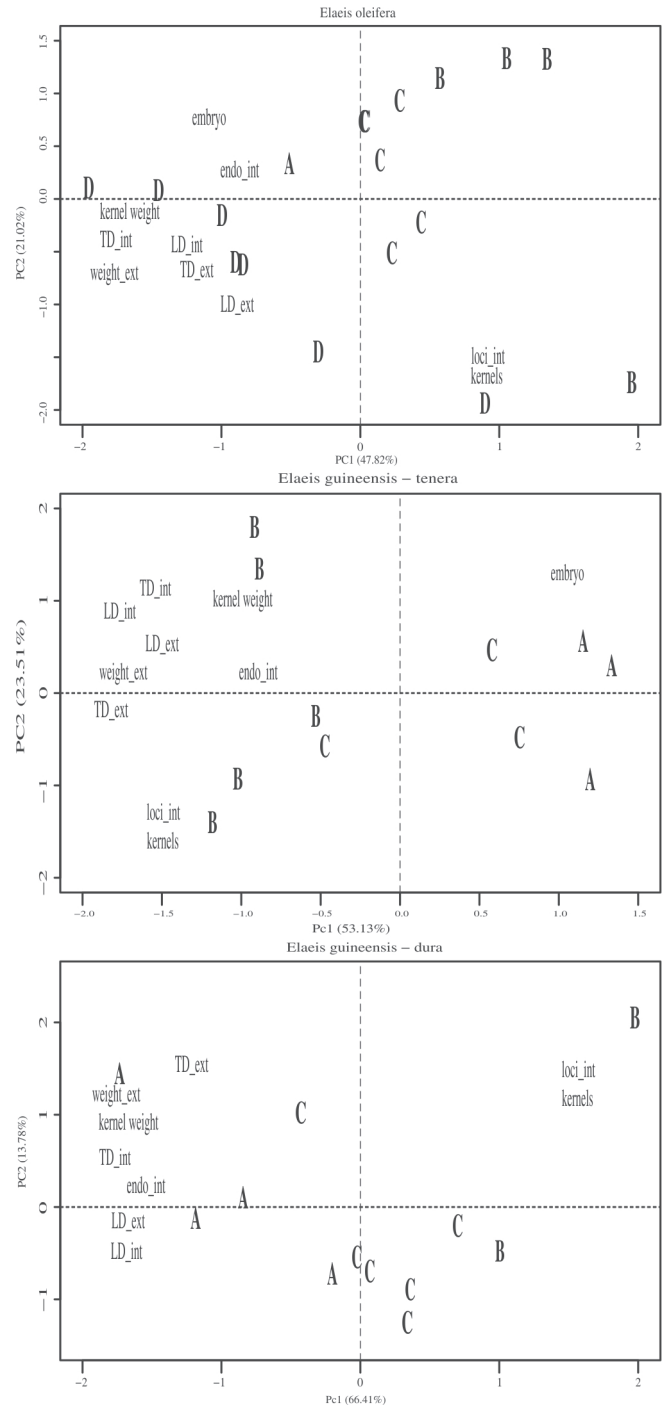 Elaeis oleifera
1.5
B B
B
1.0
C
embryo
C
0.5
A
C
endo_int
D D
0.0
kernel weight
D
C
PC2 (21.02%)
TD_int
LD_int
C
D D
weight_ext
TD_ext
−1.0
LD_ext
D
loci_int
kernels
B
D
−2.0
−2 −1 0 1 2
PC1 (47.82%)
Elaeis guineensis − tenera
2
B
B
embryo
TD_int
kernel weight
1
LD_int
LD_ext
A
C
A
weight_ext
endo_int
0
PC2 (23.51%)
TD_ext
B
C
C
B
A
−1
loci_int
B
kernels
−2
−2.0 −1.5 −1.0 −0.5 0.0 0.5 1.0 1.5
Pc1 (53.13%)
Elaeis guineensis − dura
2
B
TD_ext
loci_int
A
weight_ext
kernels
C
1
kernel weight
TD_int
PC2 (13.78%)
endo_int
A
0
LD_ext
A
C
LD_int
B
C
A
C
C
−1
C
−2 −1 0 1 2
Pc1 (66.41%)